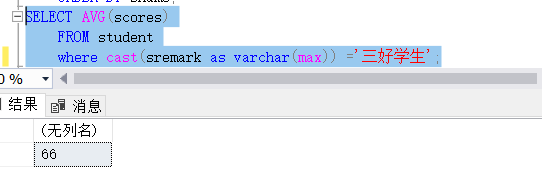 SELECT AVG(scores)
FROM student
where cast(sremark as varchar(max)) ='三好学生';
0 %
结果 消息
(无列名)
66